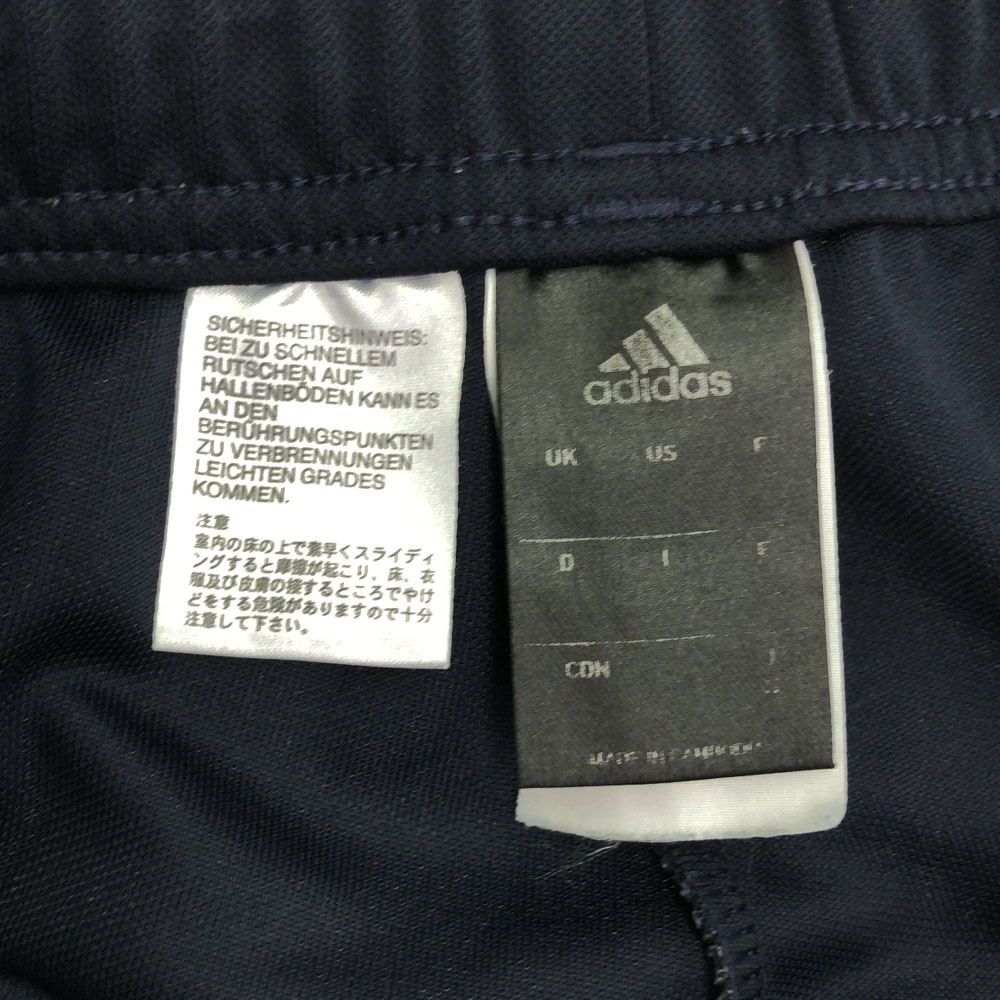 SICHERHEITSHINWEIS:
BEI ZU SCHNELLEM
RUTSCHEN AUF
HALLENBÖDEN KANN ES
AN DEN
BERÜHRUNGSPUNKTEN
ZU VERBRENNUNGEN
LEICHTEN GRADES
KOMMEN.
注意
室内の床の上で素早くスライディ
ングすると摩擦が起こり、床、衣
服及び皮膚の接するところでやけ
どをする危険がありますので十分
注意して下さい。
adidas
UK US F
D I E
CDN J
MADE IN CAMBODIA